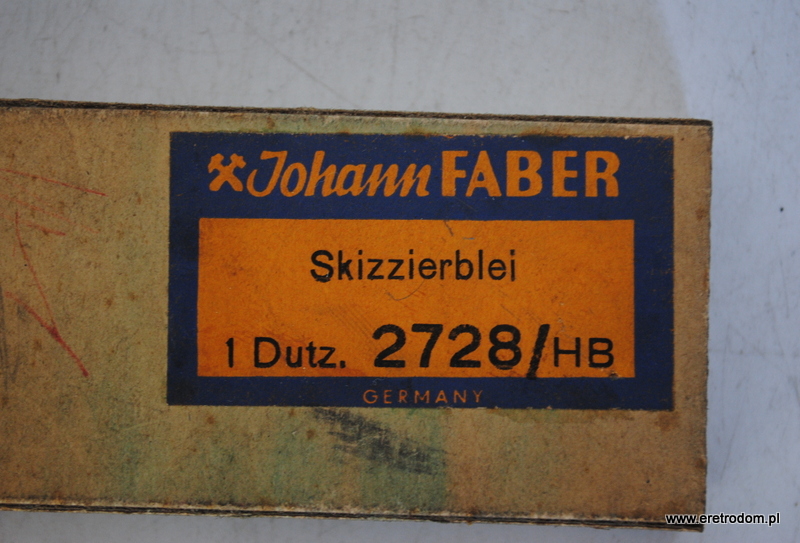 Johann FABER
Skizzierblei
1 Dutz. 2728/HB
GERMANY
www.eretrodom.pl